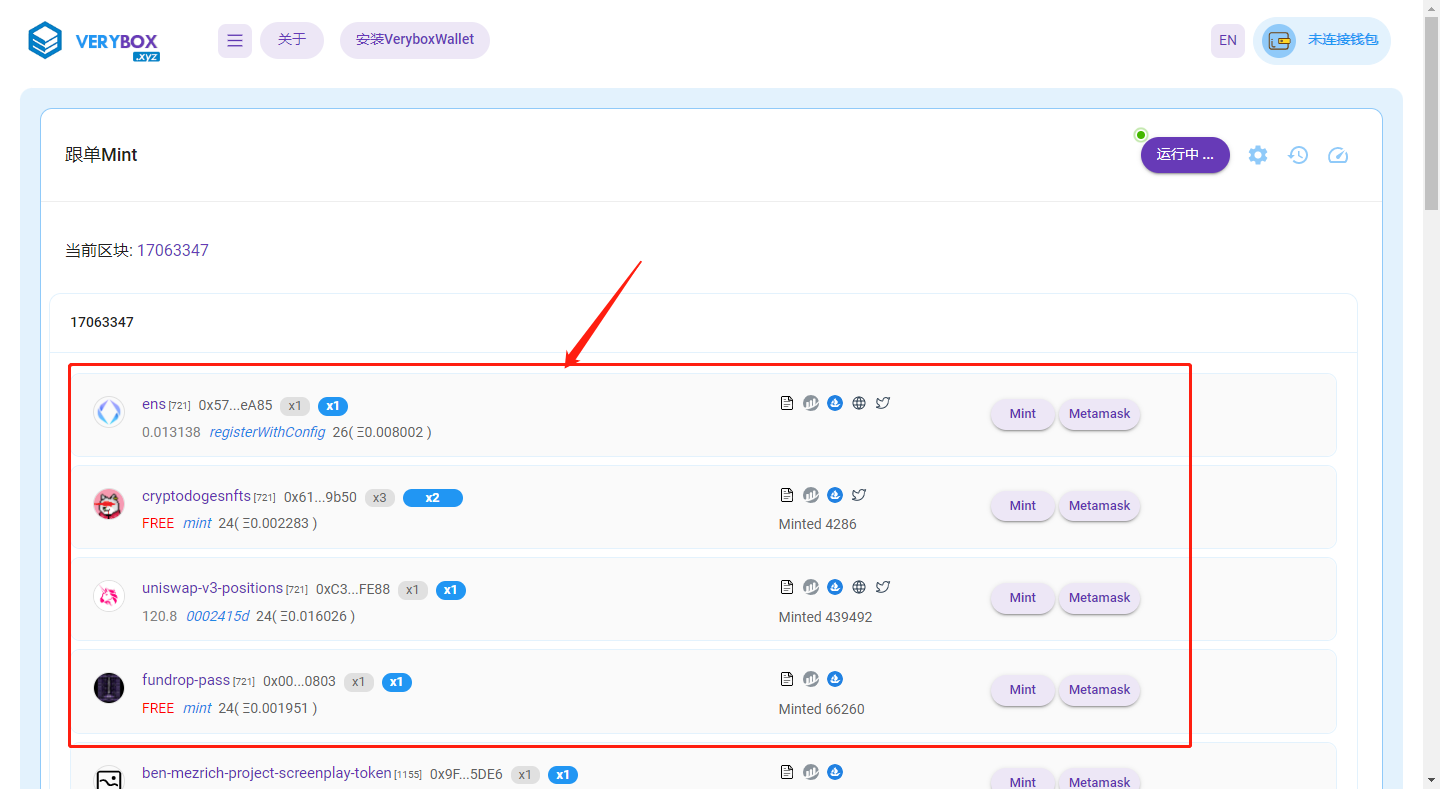 VERYBOX
.xyz
关于
安装VeryboxWallet
EN
未连接钱包
跟单Mint
运行中 ...
当前区块: 17063347
17063347
ens [721] 0x57...eA85 x1 x1
0.013138 registerWithConfig 26( Ξ0.008002 )
Mint Metamask
cryptodogesnfts [721] 0x61...9b50 x3 x2
FREE mint 24( Ξ0.002283 )
Minted 4286
Mint Metamask
uniswap-v3-positions [721] 0xC3...FE88 x1 x1
120.8 0002415d 24( Ξ0.016026 )
Minted 439492
Mint Metamask
fundrop-pass [721] 0x00...0803 x1 x1
FREE mint 24( Ξ0.001951 )
Minted 66260
Mint Metamask
ben-mezrich-project-screenplay-token [1155] 0x9F...5DE6 x1 x1
Mint Metamask